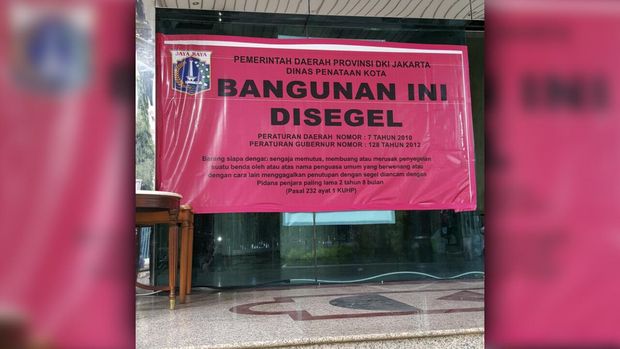 JAYA RAYA
PEMERINTAH DAERAH PROVINSI DKI JAKARTA
DINAS PENATAAN KOTA
BANGUNAN INI
DISEGEL
PERATURAN DAERAH NOMOR : 7 TAHUN 2010
PERATURAN GUBERNUR NOMOR : 128 TAHUN 2012
Barang siapa dengan sengaja memutus, membuang atau merusak penyegelan
suatu benda oleh atau atas nama penguasa umum yang berwenang atau
dengan cara lain menggagalkan penutupan dengan segel diancam dengan
Pidana penjara paling lama 2 tahun 8 bulan
(Pasal 232 ayat 1 KUHP)